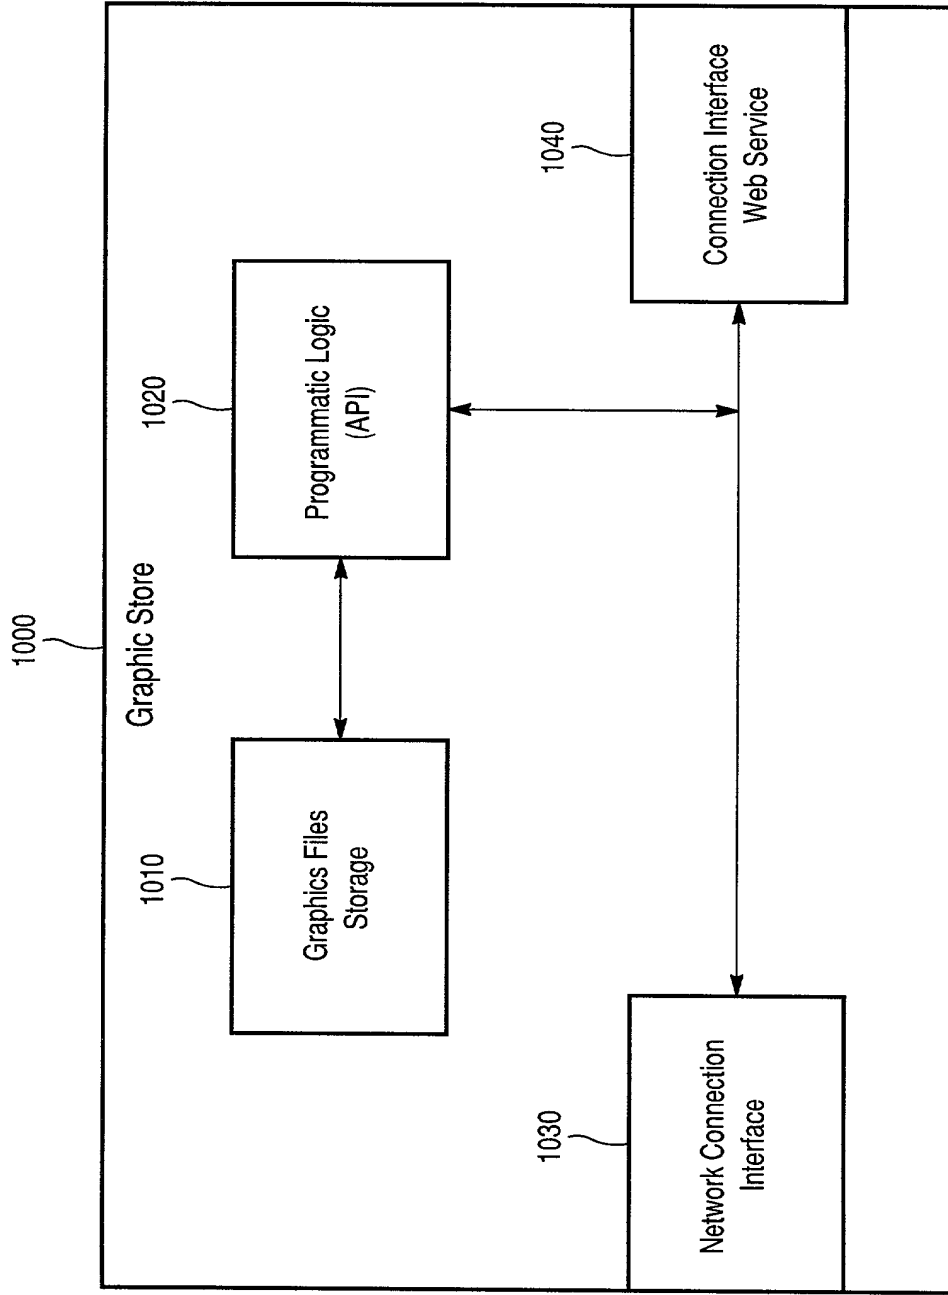 1000
Graphic Store
1010
Graphics Files
Storage
1020
Programmatic Logic
(API)
1030
Network Connection
Interface
1040
Connection Interface
Web Service